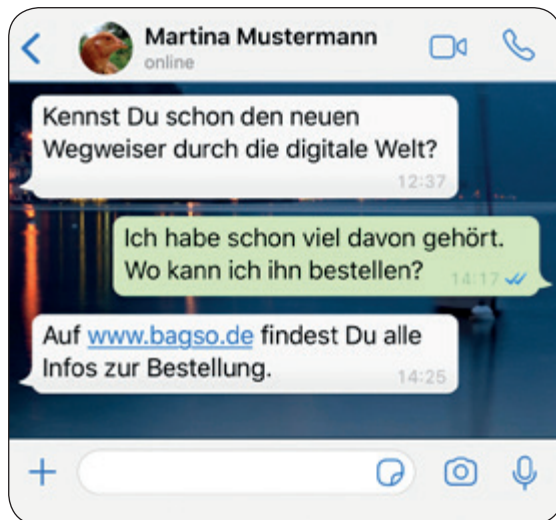 Martina Mustermann
online
Kennst Du schon den neuen
Wegweiser durch die digitale Welt?
12:37
Ich habe schon viel davon gehört.
Wo kann ich ihn bestellen?
14:17
Auf www.bagso.de findest Du alle
Infos zur Bestellung.
14:25